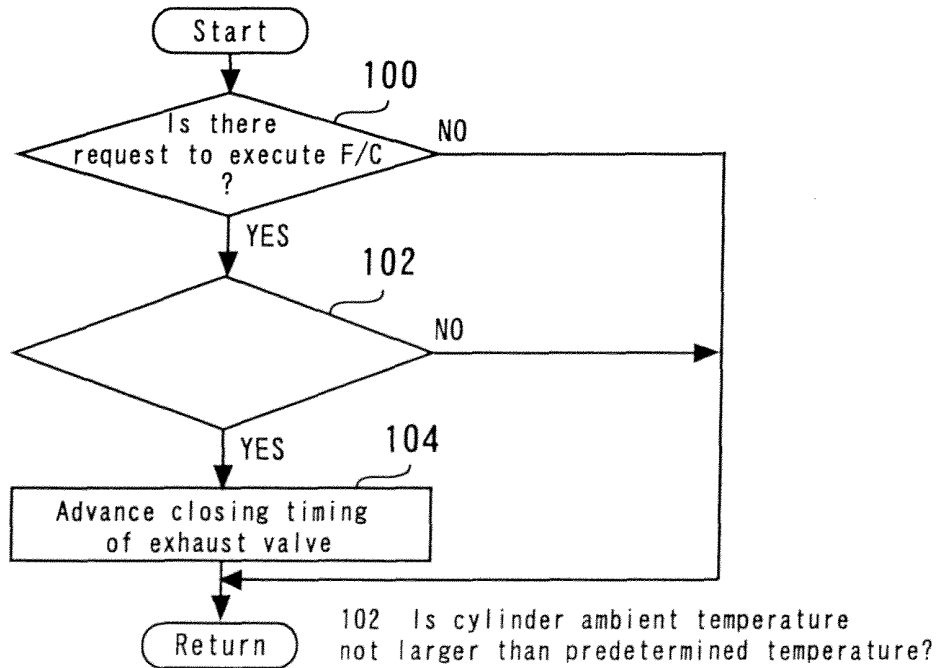 Start
100
Is there
request to execute F/C
?
NO
YES
102
NO
YES
104
Advance closing timing
of exhaust valve
Return
102 Is cylinder ambient temperature
not larger than predetermined temperature?